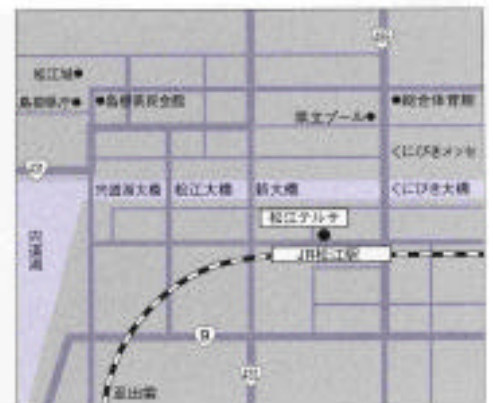 松江城
島根県庁
島根県民会館
総合体育館
県立プール
くにびきメッセ
宍道湖大橋
松江大橋
新大橋
くにびき大橋
松江テルサ
宍道湖
JR松江駅
9
至出雲